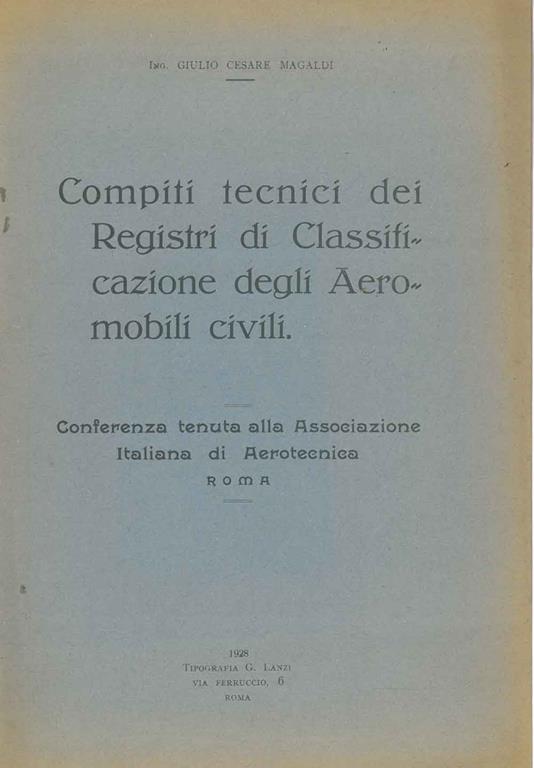 Ing. GIULIO CESARE MAGALDI
Compiti tecnici dei
Registri di Classifi-
cazione degli Aero-
mobili civili.
Conferenza tenuta alla Associazione
Italiana di Aerotecnica
ROMA
1928
Tipografia G. Lanzi
VIA FERRUCCIO, 6
ROMA